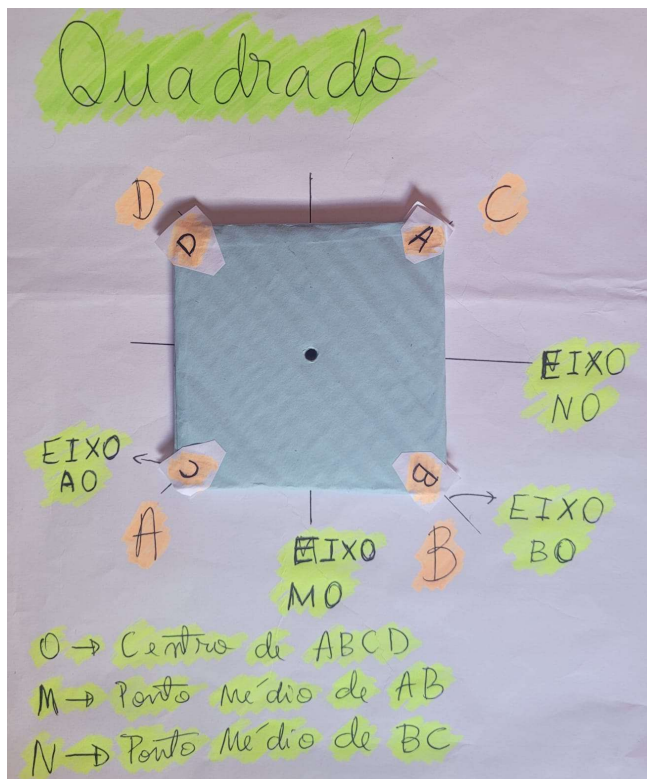 Quadrado
D
C
D
A
EIXO
NO
EIXO
AO
C
B
EIXO
BO
A
EIXO
MO
B
O → Centro de ABCD
M → Ponto Médio de AB
N → Ponto Médio de BC